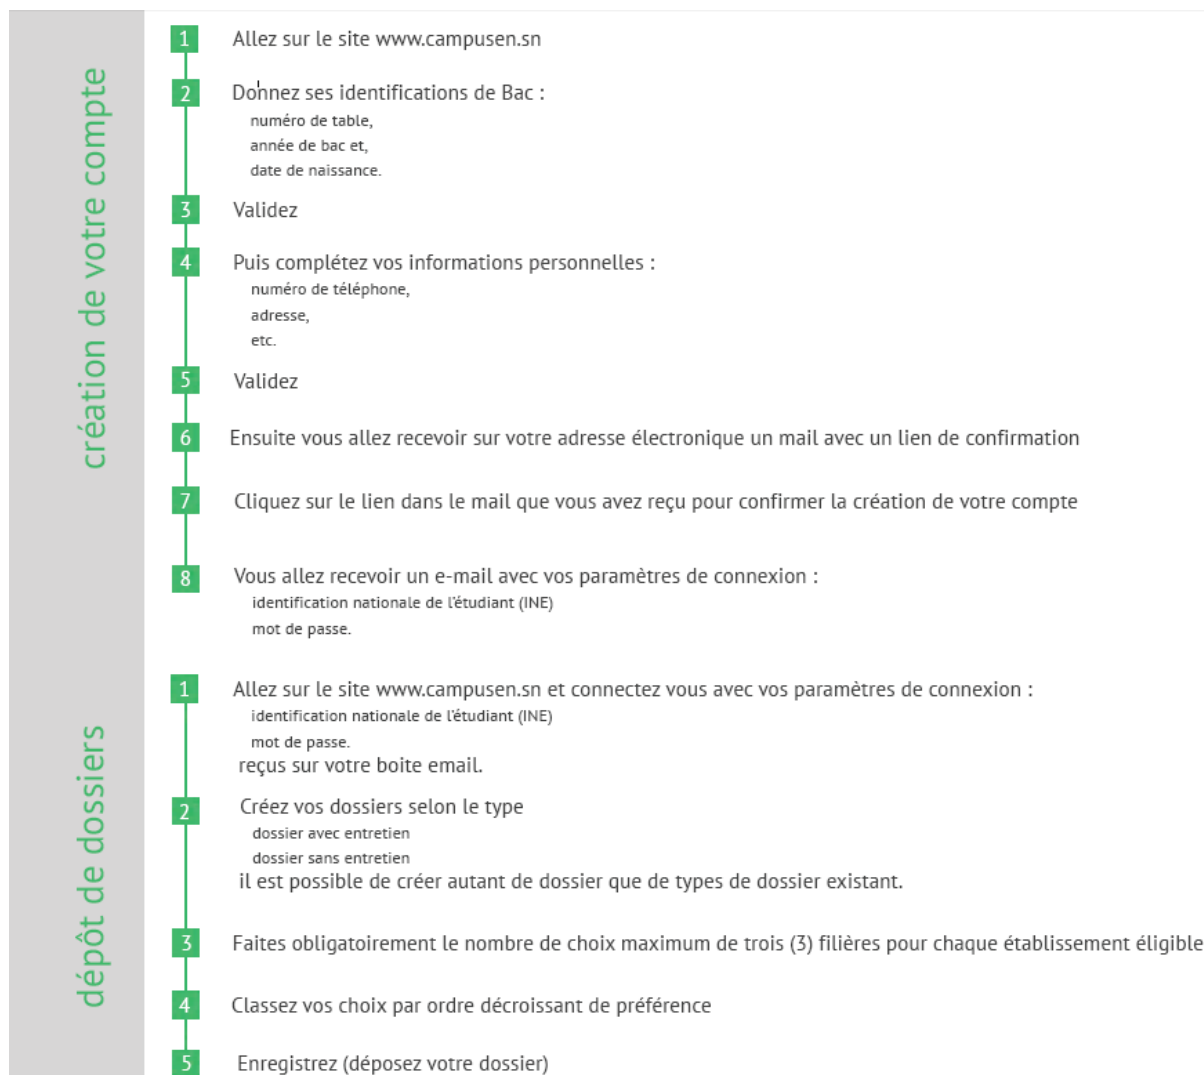 création de votre compte
1 Allez sur le site www.campusen.sn
2 Donnez ses identifications de Bac :
numéro de table,
année de bac et,
date de naissance.
3 Validez
4 Puis complétez vos informations personnelles :
numéro de téléphone,
adresse,
etc.
5 Validez
6 Ensuite vous allez recevoir sur votre adresse électronique un mail avec un lien de confirmation
7 Cliquez sur le lien dans le mail que vous avez reçu pour confirmer la création de votre compte
8 Vous allez recevoir un e-mail avec vos paramètres de connexion :
identification nationale de l'étudiant (INE)
mot de passe.
dépôt de dossiers
1 Allez sur le site www.campusen.sn et connectez vous avec vos paramètres de connexion :
identification nationale de l'étudiant (INE)
mot de passe.
reçus sur votre boite email.
2 Créez vos dossiers selon le type
dossier avec entretien
dossier sans entretien
il est possible de créer autant de dossier que de types de dossier existant.
3 Faites obligatoirement le nombre de choix maximum de trois (3) filières pour chaque établissement éligible
4 Classez vos choix par ordre décroissant de préférence
5 Enregistrez (déposez votre dossier)